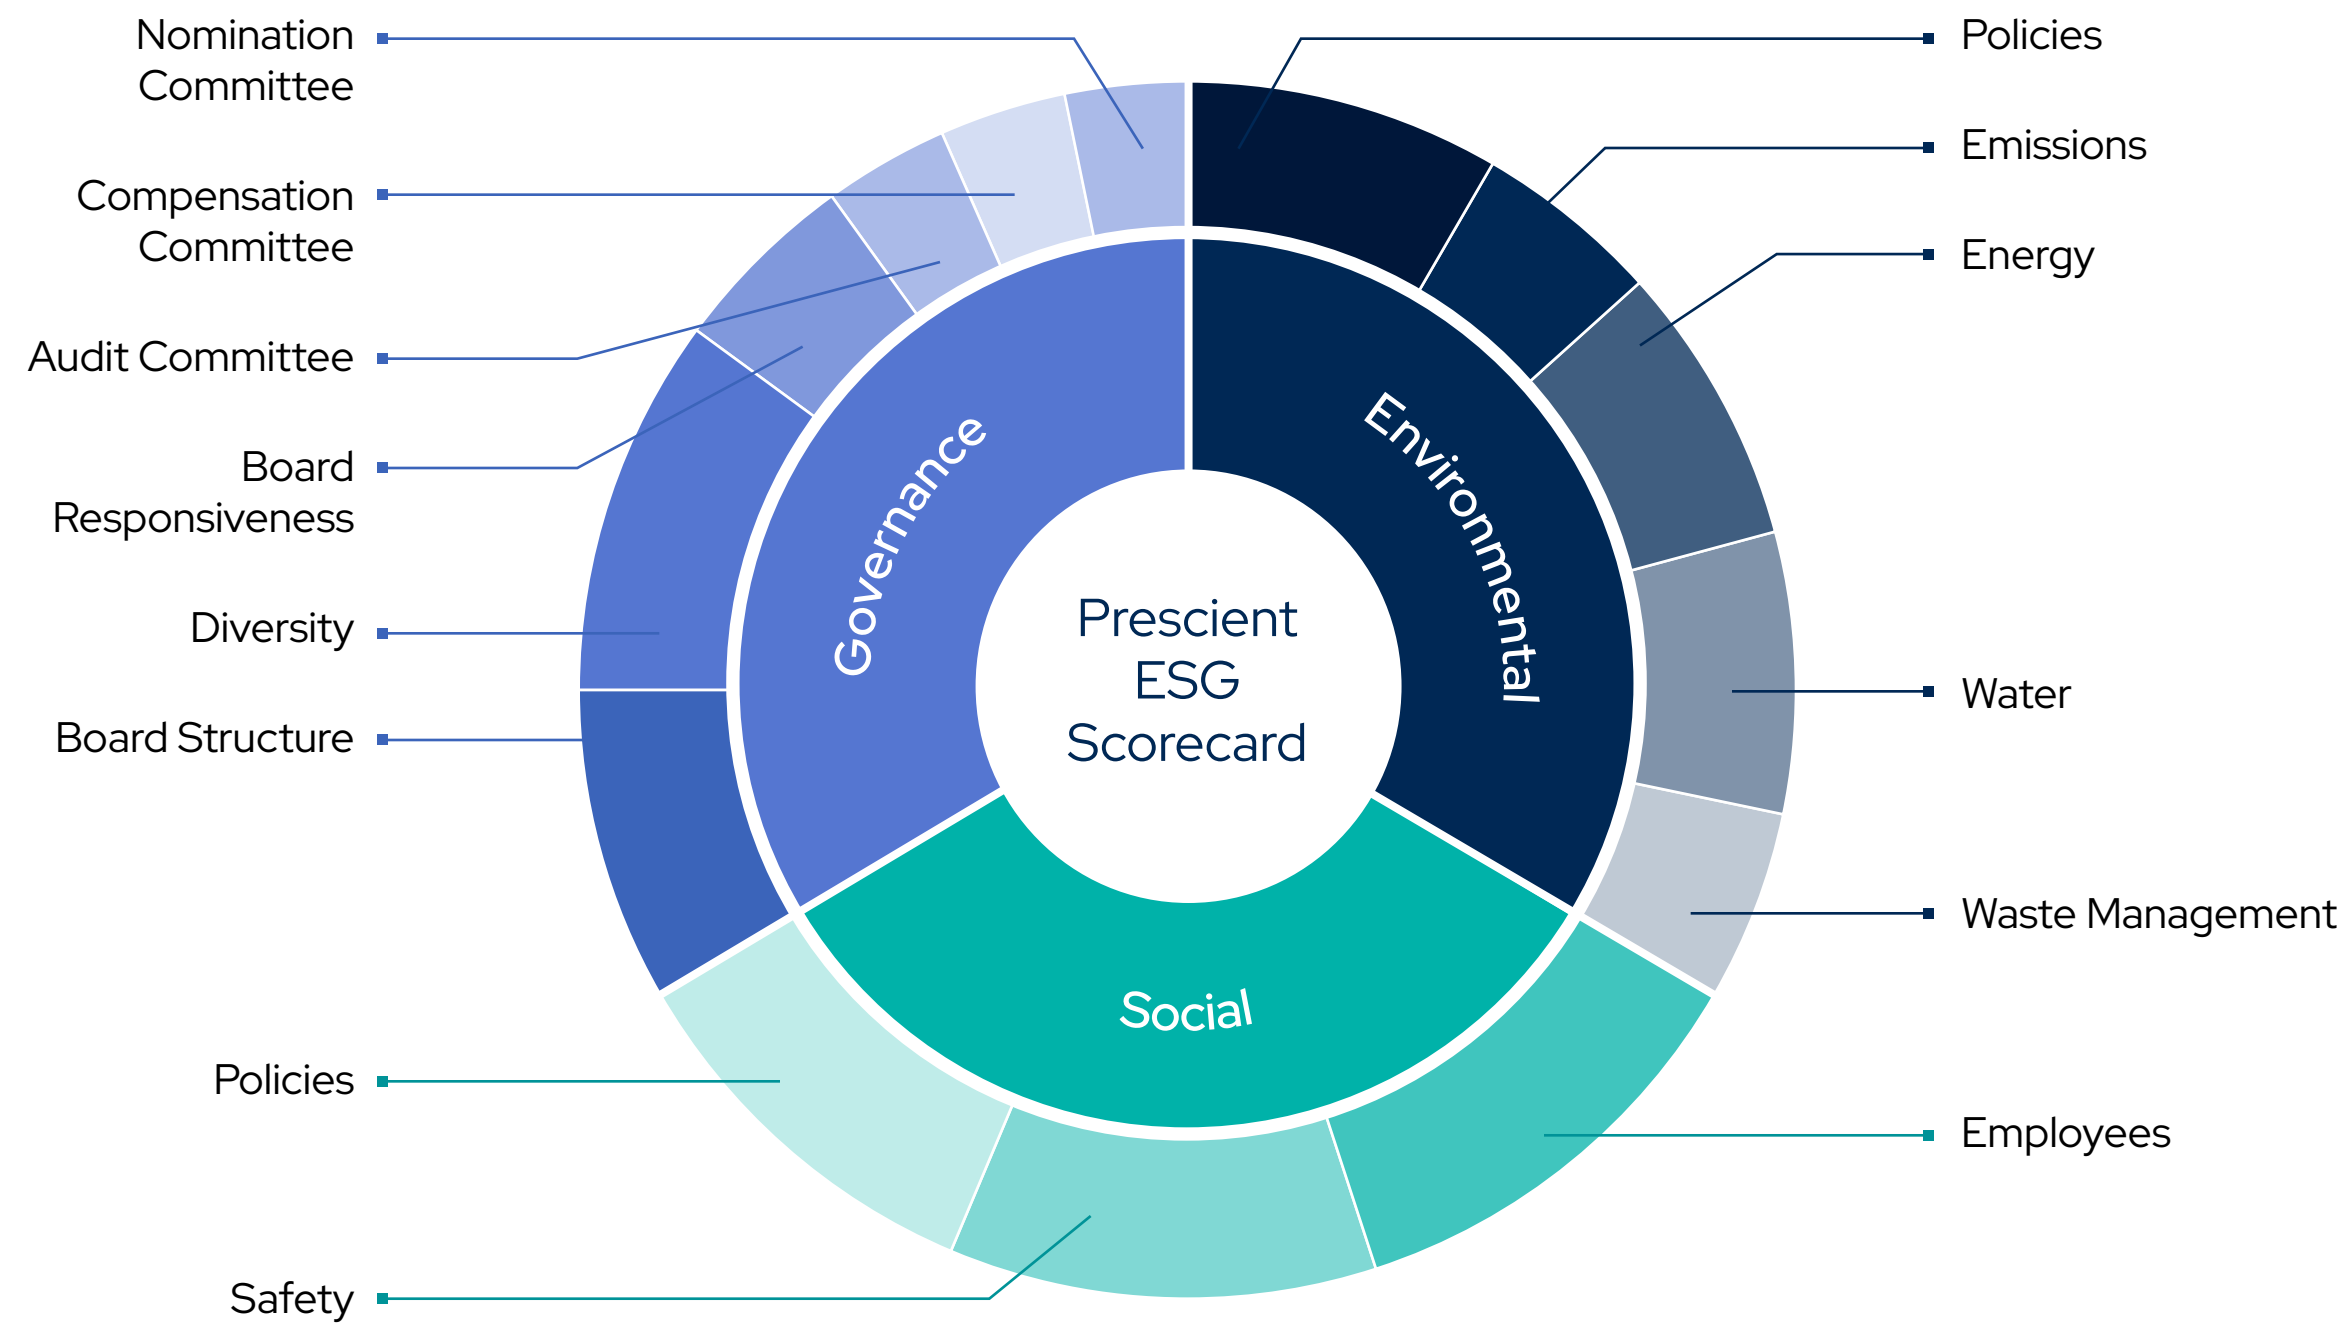 Nomination
Committee
Compensation
Committee
Audit Committee
Board
Responsiveness
Diversity
Board Structure
Policies
Safety
Governance
Environmental
Social
Prescient
ESG
Scorecard
Policies
Emissions
Energy
Water
Waste Management
Employees